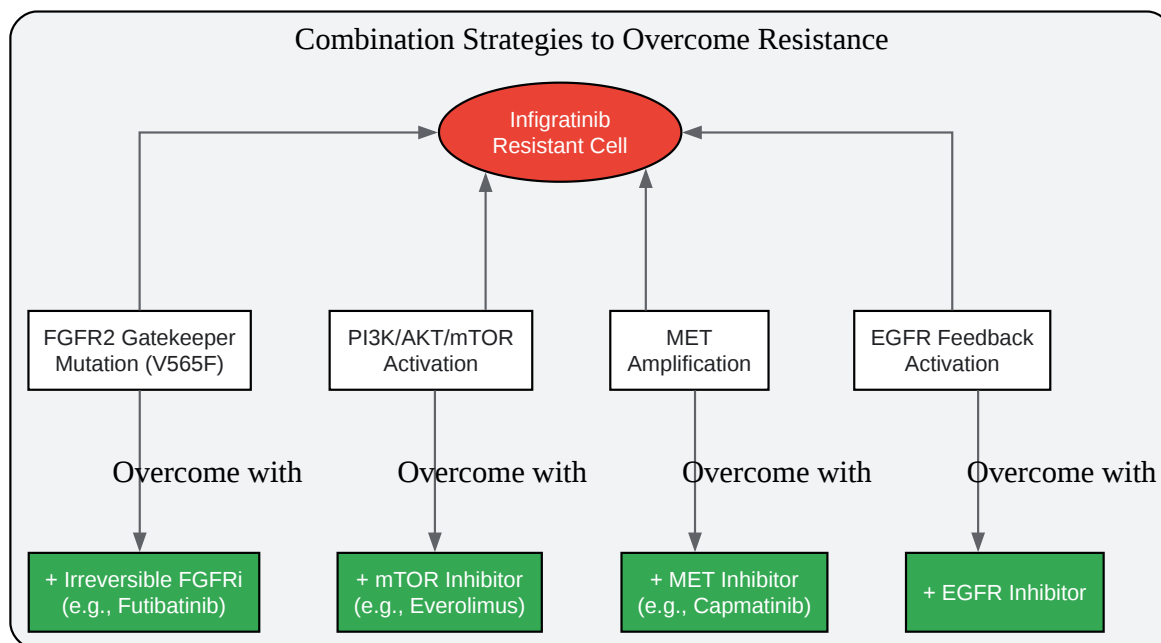 Combination Strategies to Overcome Resistance
Infigratinib
Resistant Cell
FGFR2 Gatekeeper
Mutation (V565F)
PI3K/AKT/mTOR
Activation
MET
Amplification
EGFR Feedback
Activation
Overcome with
Overcome with
Overcome with
Overcome with
+ Irreversible FGFRi
(e.g., Futibatinib)
+ mTOR Inhibitor
(e.g., Everolimus)
+ MET Inhibitor
(e.g., Capmatinib)
+ EGFR Inhibitor